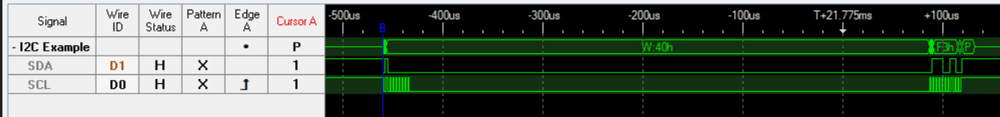 Signal Wire ID Wire Status Pattern A Edge A Cursor A -500us -400us -300us -200us -100us T+21.775ms +100us
B
- I2C Example • P W:40h F3h P
SDA D1 H X 1
SCL D0 H X 1